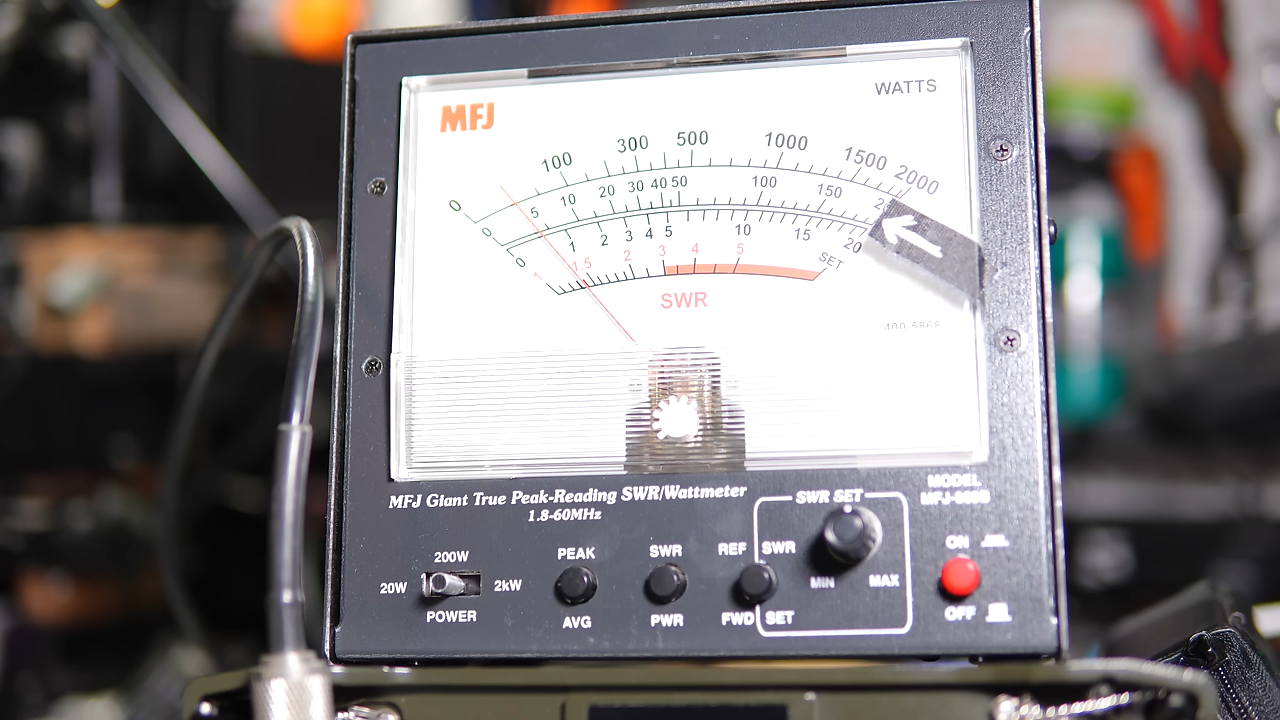 MFJ
WATTS
0 100 300 500 1000 1500 2000
0 5 10 20 30 40 50 100 150
0 1 2 3 4 5 10 15 20
1 1.5 2 3 4 5 SET
SWR
400-5868
MFJ Giant True Peak-Reading SWR/Wattmeter
1.8-60MHz
MODEL
SWR SET
200W
20W 2kW
POWER
PEAK
AVG
SWR
PWR
REF SWR
FWD SET
MIN MAX
ON
OFF